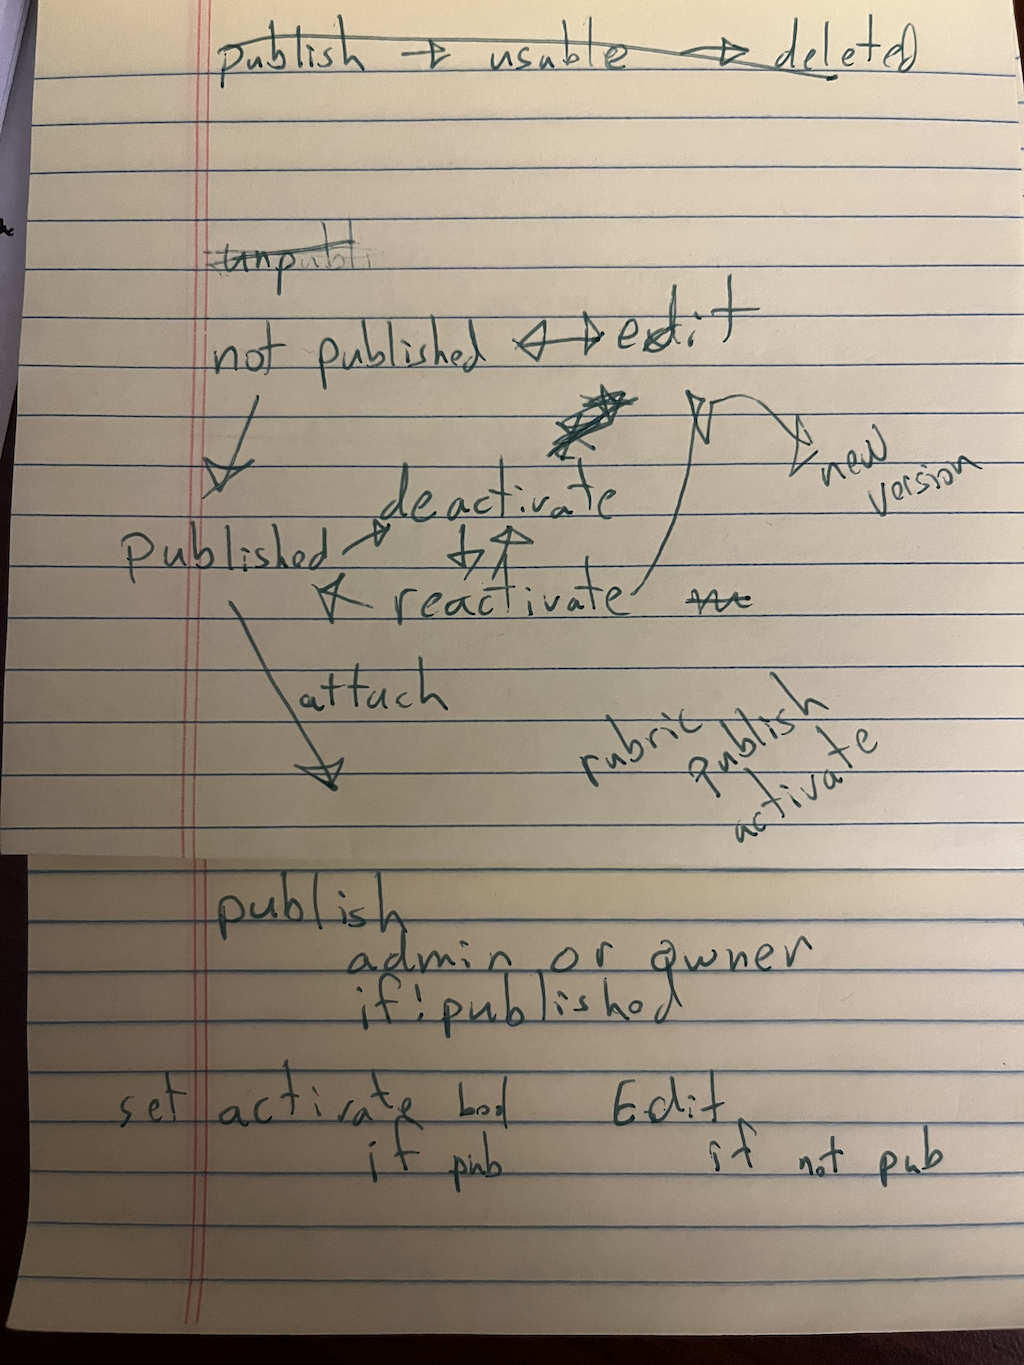 publish → usable → deleted
unpubli
not published ↔ edit
new
version
deactivate
Published
reactivate
attach
rubric
Publish
activate
publish
admin or owner
if !published
set activate bool Edit
if pub if not pub